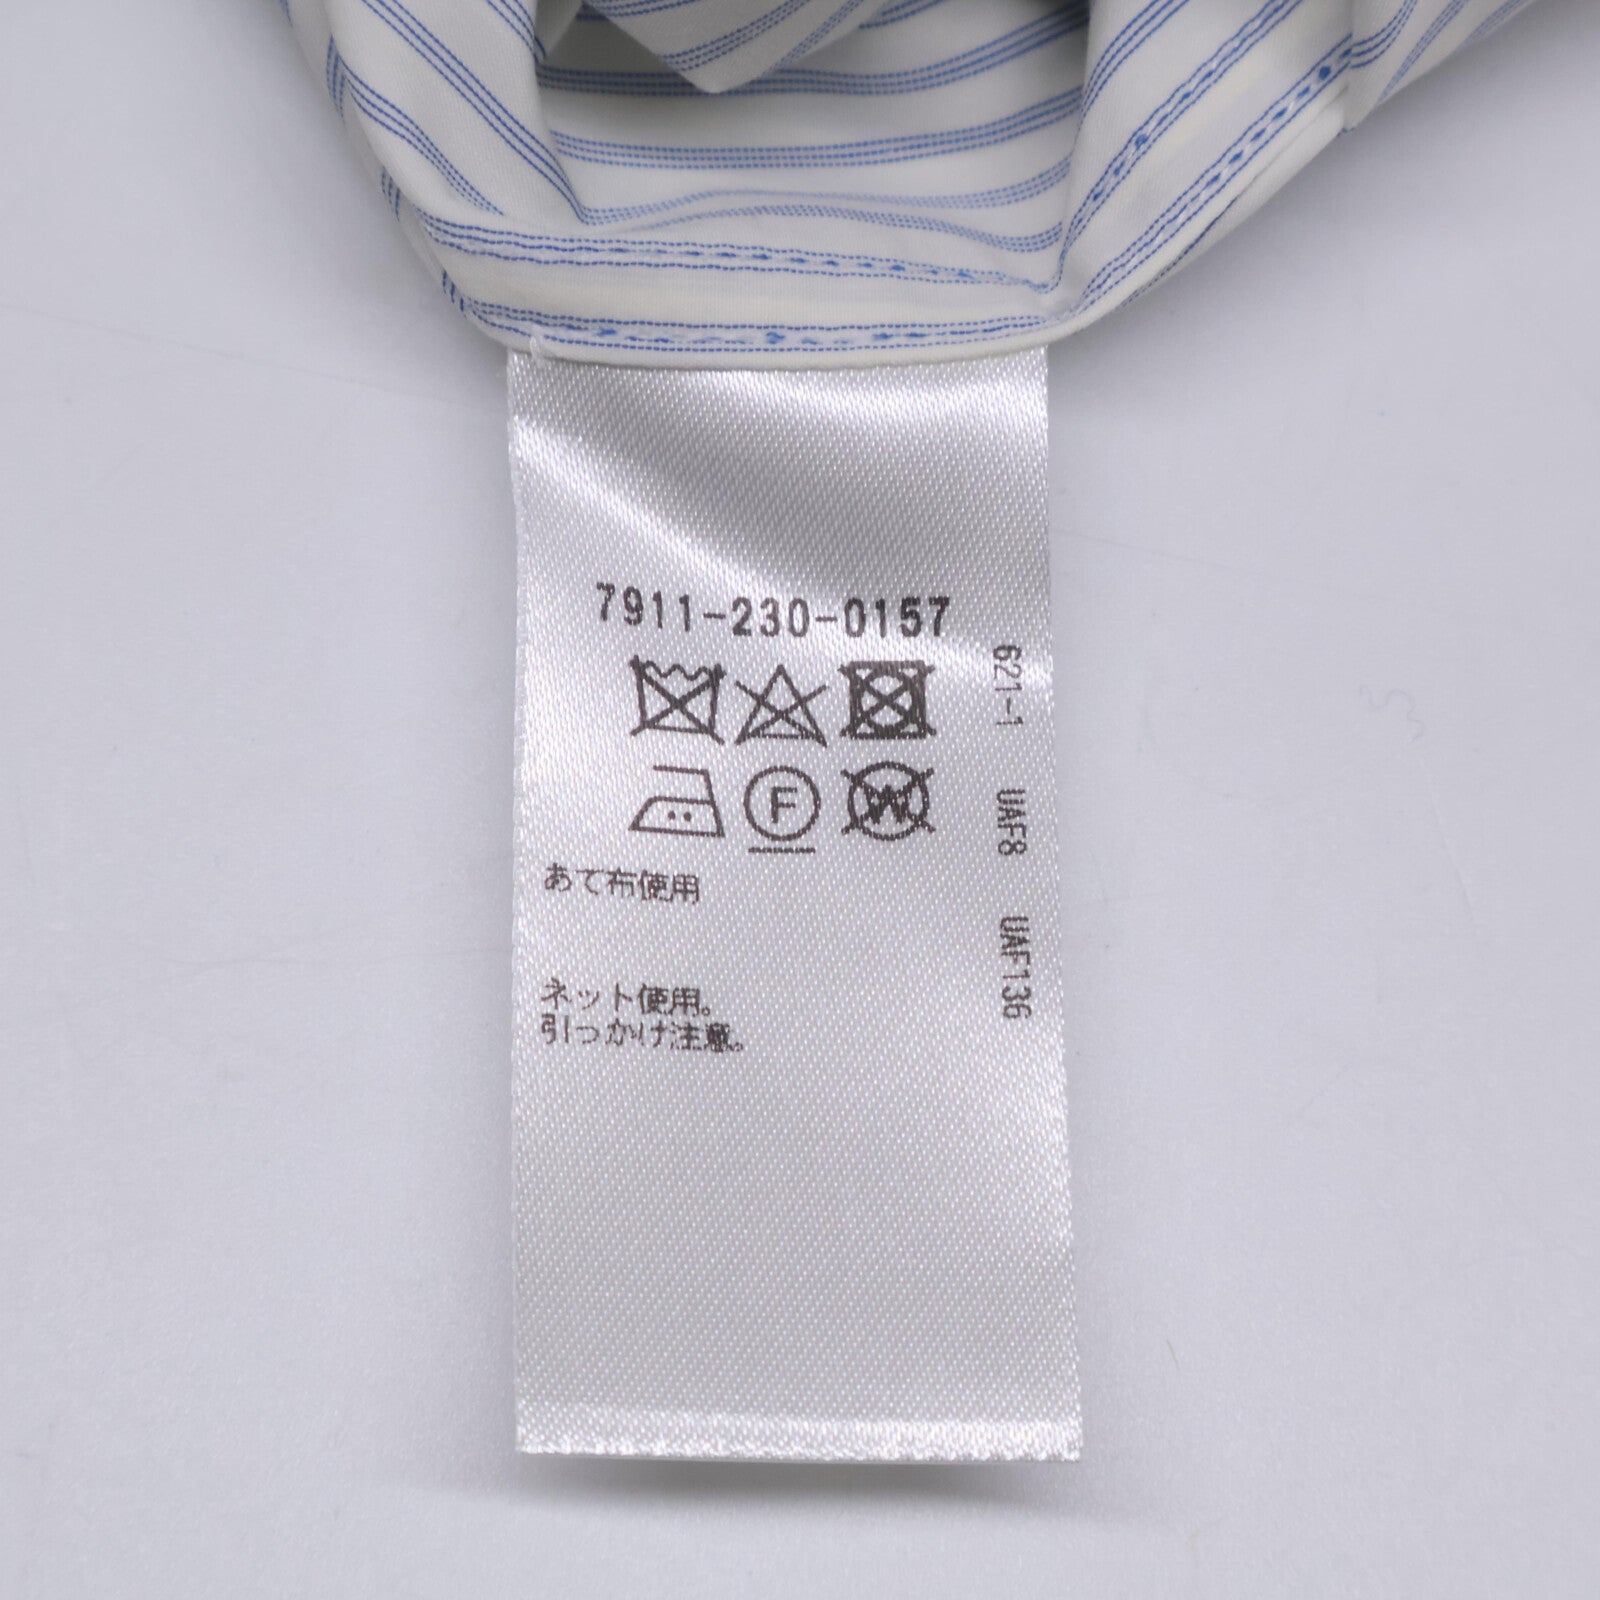 7911-230-0157
F
W
あて布使用
ネット使用。
引っかけ注意。
621-1 UAF8 UAF136